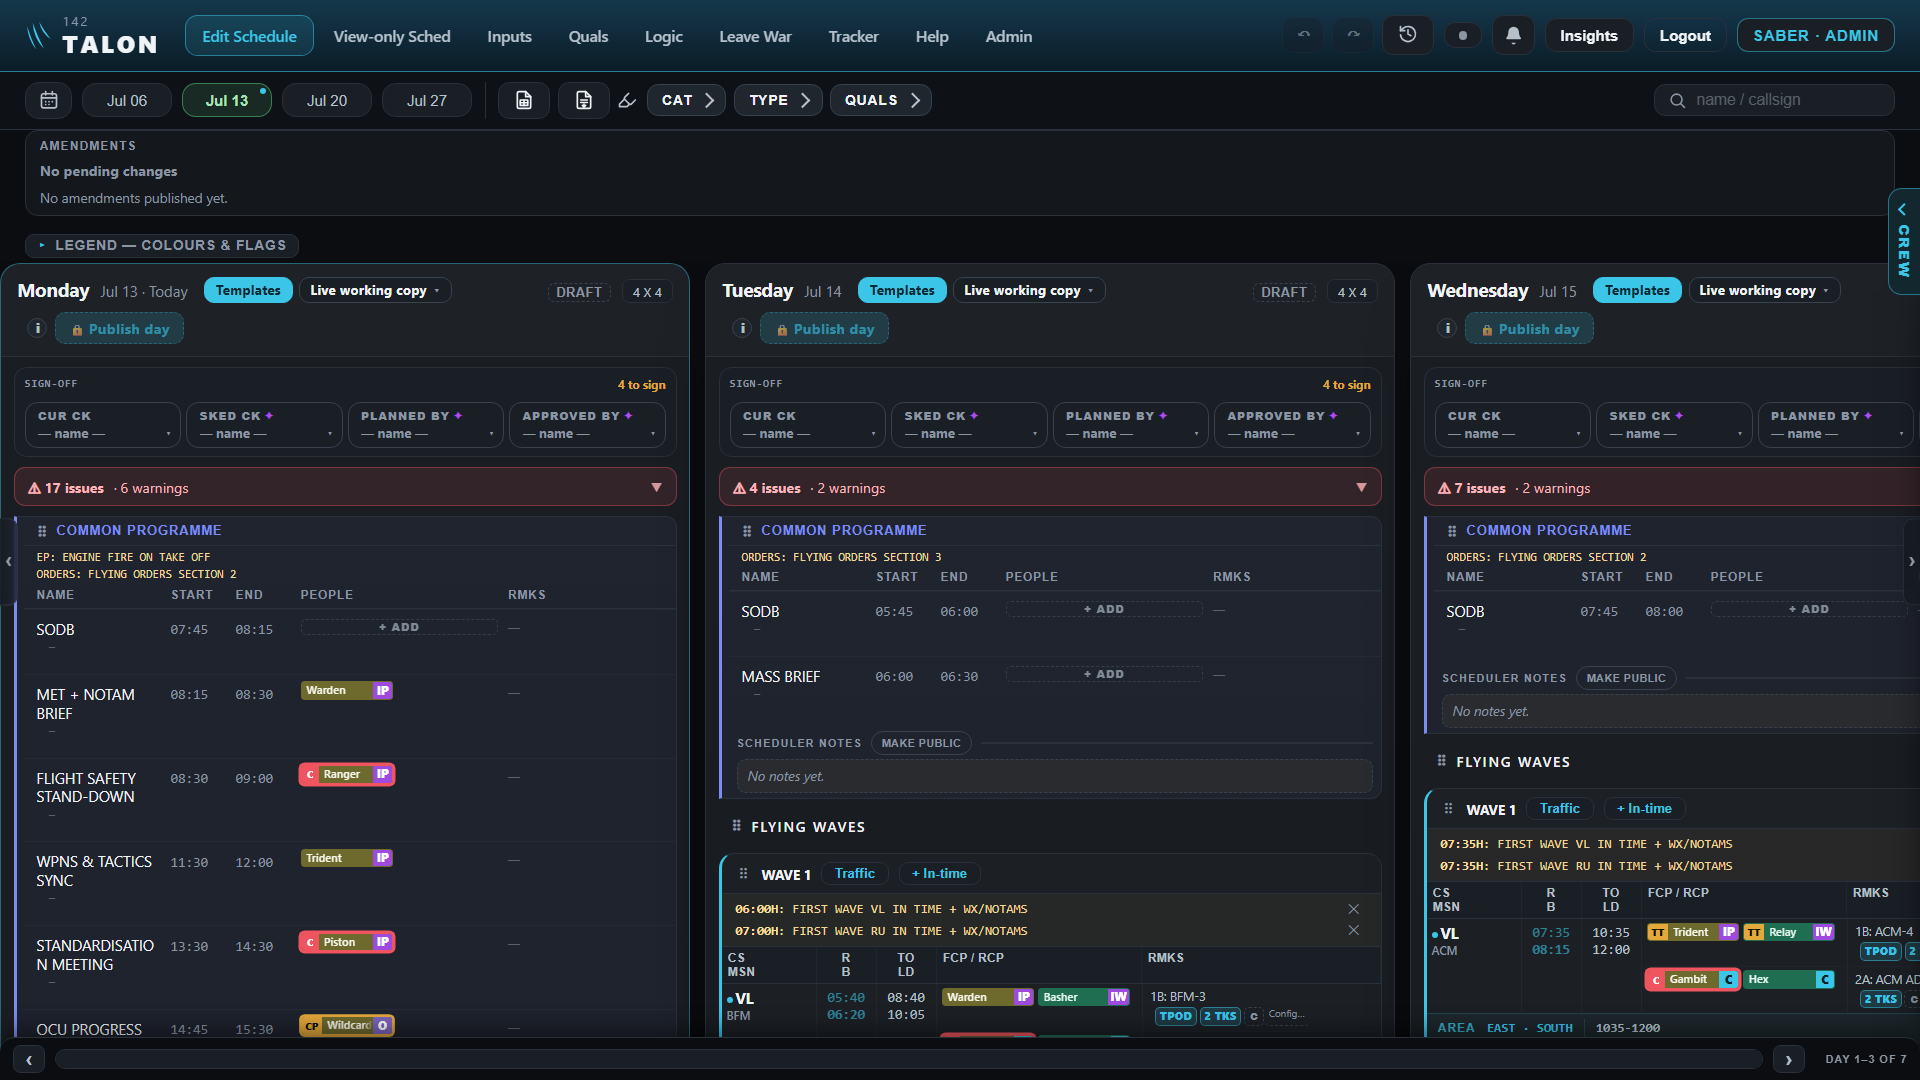 142
TALON
Edit Schedule
View-only Sched
Inputs
Quals
Logic
Leave War
Tracker
Help
Admin
Insights
Logout
SABER · ADMIN
Jul 06
Jul 13
Jul 20
Jul 27
CAT
TYPE
QUALS
name / callsign
AMENDMENTS
No pending changes
No amendments published yet.
LEGEND — COLOURS & FLAGS
CREW
Monday Jul 13 · Today Templates Live working copy DRAFT 4 X 4
i Publish day
SIGN-OFF 4 to sign
CUR CK SKED CK PLANNED BY APPROVED BY
— name — — name — — name — — name —
17 issues · 6 warnings
COMMON PROGRAMME
EP: ENGINE FIRE ON TAKE OFF
ORDERS: FLYING ORDERS SECTION 2
NAME START END PEOPLE RMKS
SODB 07:45 08:15 + ADD —
—
MET + NOTAM 08:15 08:30 Warden IP —
BRIEF
—
FLIGHT SAFETY 08:30 09:00 C Ranger IP —
STAND-DOWN
—
WPNS & TACTICS 11:30 12:00 Trident IP —
SYNC
—
STANDARDISATIO 13:30 14:30 C Piston IP —
N MEETING
—
OCU PROGRESS 14:45 15:30 CP Wildcard O —
Tuesday Jul 14 Templates Live working copy DRAFT 4 X 4
i Publish day
SIGN-OFF 4 to sign
CUR CK SKED CK PLANNED BY APPROVED BY
— name — — name — — name — — name —
4 issues · 2 warnings
COMMON PROGRAMME
ORDERS: FLYING ORDERS SECTION 3
NAME START END PEOPLE RMKS
SODB 05:45 06:00 + ADD —
—
MASS BRIEF 06:00 06:30 + ADD —
—
SCHEDULER NOTES MAKE PUBLIC
No notes yet.
FLYING WAVES
WAVE 1 Traffic + In-time
06:00H: FIRST WAVE VL IN TIME + WX/NOTAMS
07:00H: FIRST WAVE RU IN TIME + WX/NOTAMS
CS R TO FCP / RCP RMKS
MSN B LD
VL 05:40 08:40 Warden IP Basher IW 1B: BFM-3
BFM 06:20 10:05 TPOD 2 TKS C Config...
Wednesday Jul 15 Templates Live working copy
i Publish day
SIGN-OFF
CUR CK SKED CK PLANNED BY
— name — — name — — name —
7 issues · 2 warnings
COMMON PROGRAMME
ORDERS: FLYING ORDERS SECTION 2
NAME START END PEOPLE
SODB 07:45 08:00 + ADD
—
SCHEDULER NOTES MAKE PUBLIC
No notes yet.
FLYING WAVES
WAVE 1 Traffic + In-time
07:35H: FIRST WAVE VL IN TIME + WX/NOTAMS
07:35H: FIRST WAVE RU IN TIME + WX/NOTAMS
CS R TO FCP / RCP RMKS
MSN B LD
VL 07:35 10:35 TT Trident IP TT Relay IW 1B: ACM-4
ACM 08:15 12:00 TPOD 2
C Gambit C Hex C 2A: ACM AD
2 TKS C
AREA EAST · SOUTH 1035-1200
DAY 1–3 OF 7